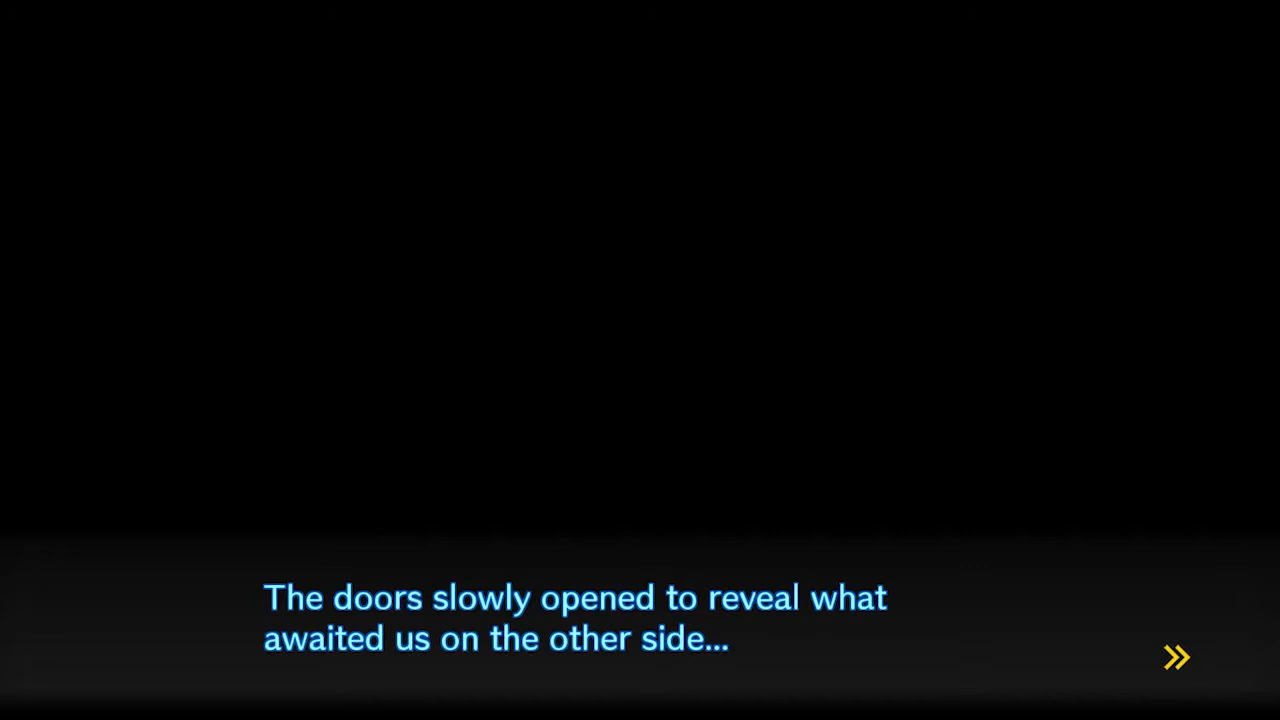 The doors slowly opened to reveal what
awaited us on the other side...